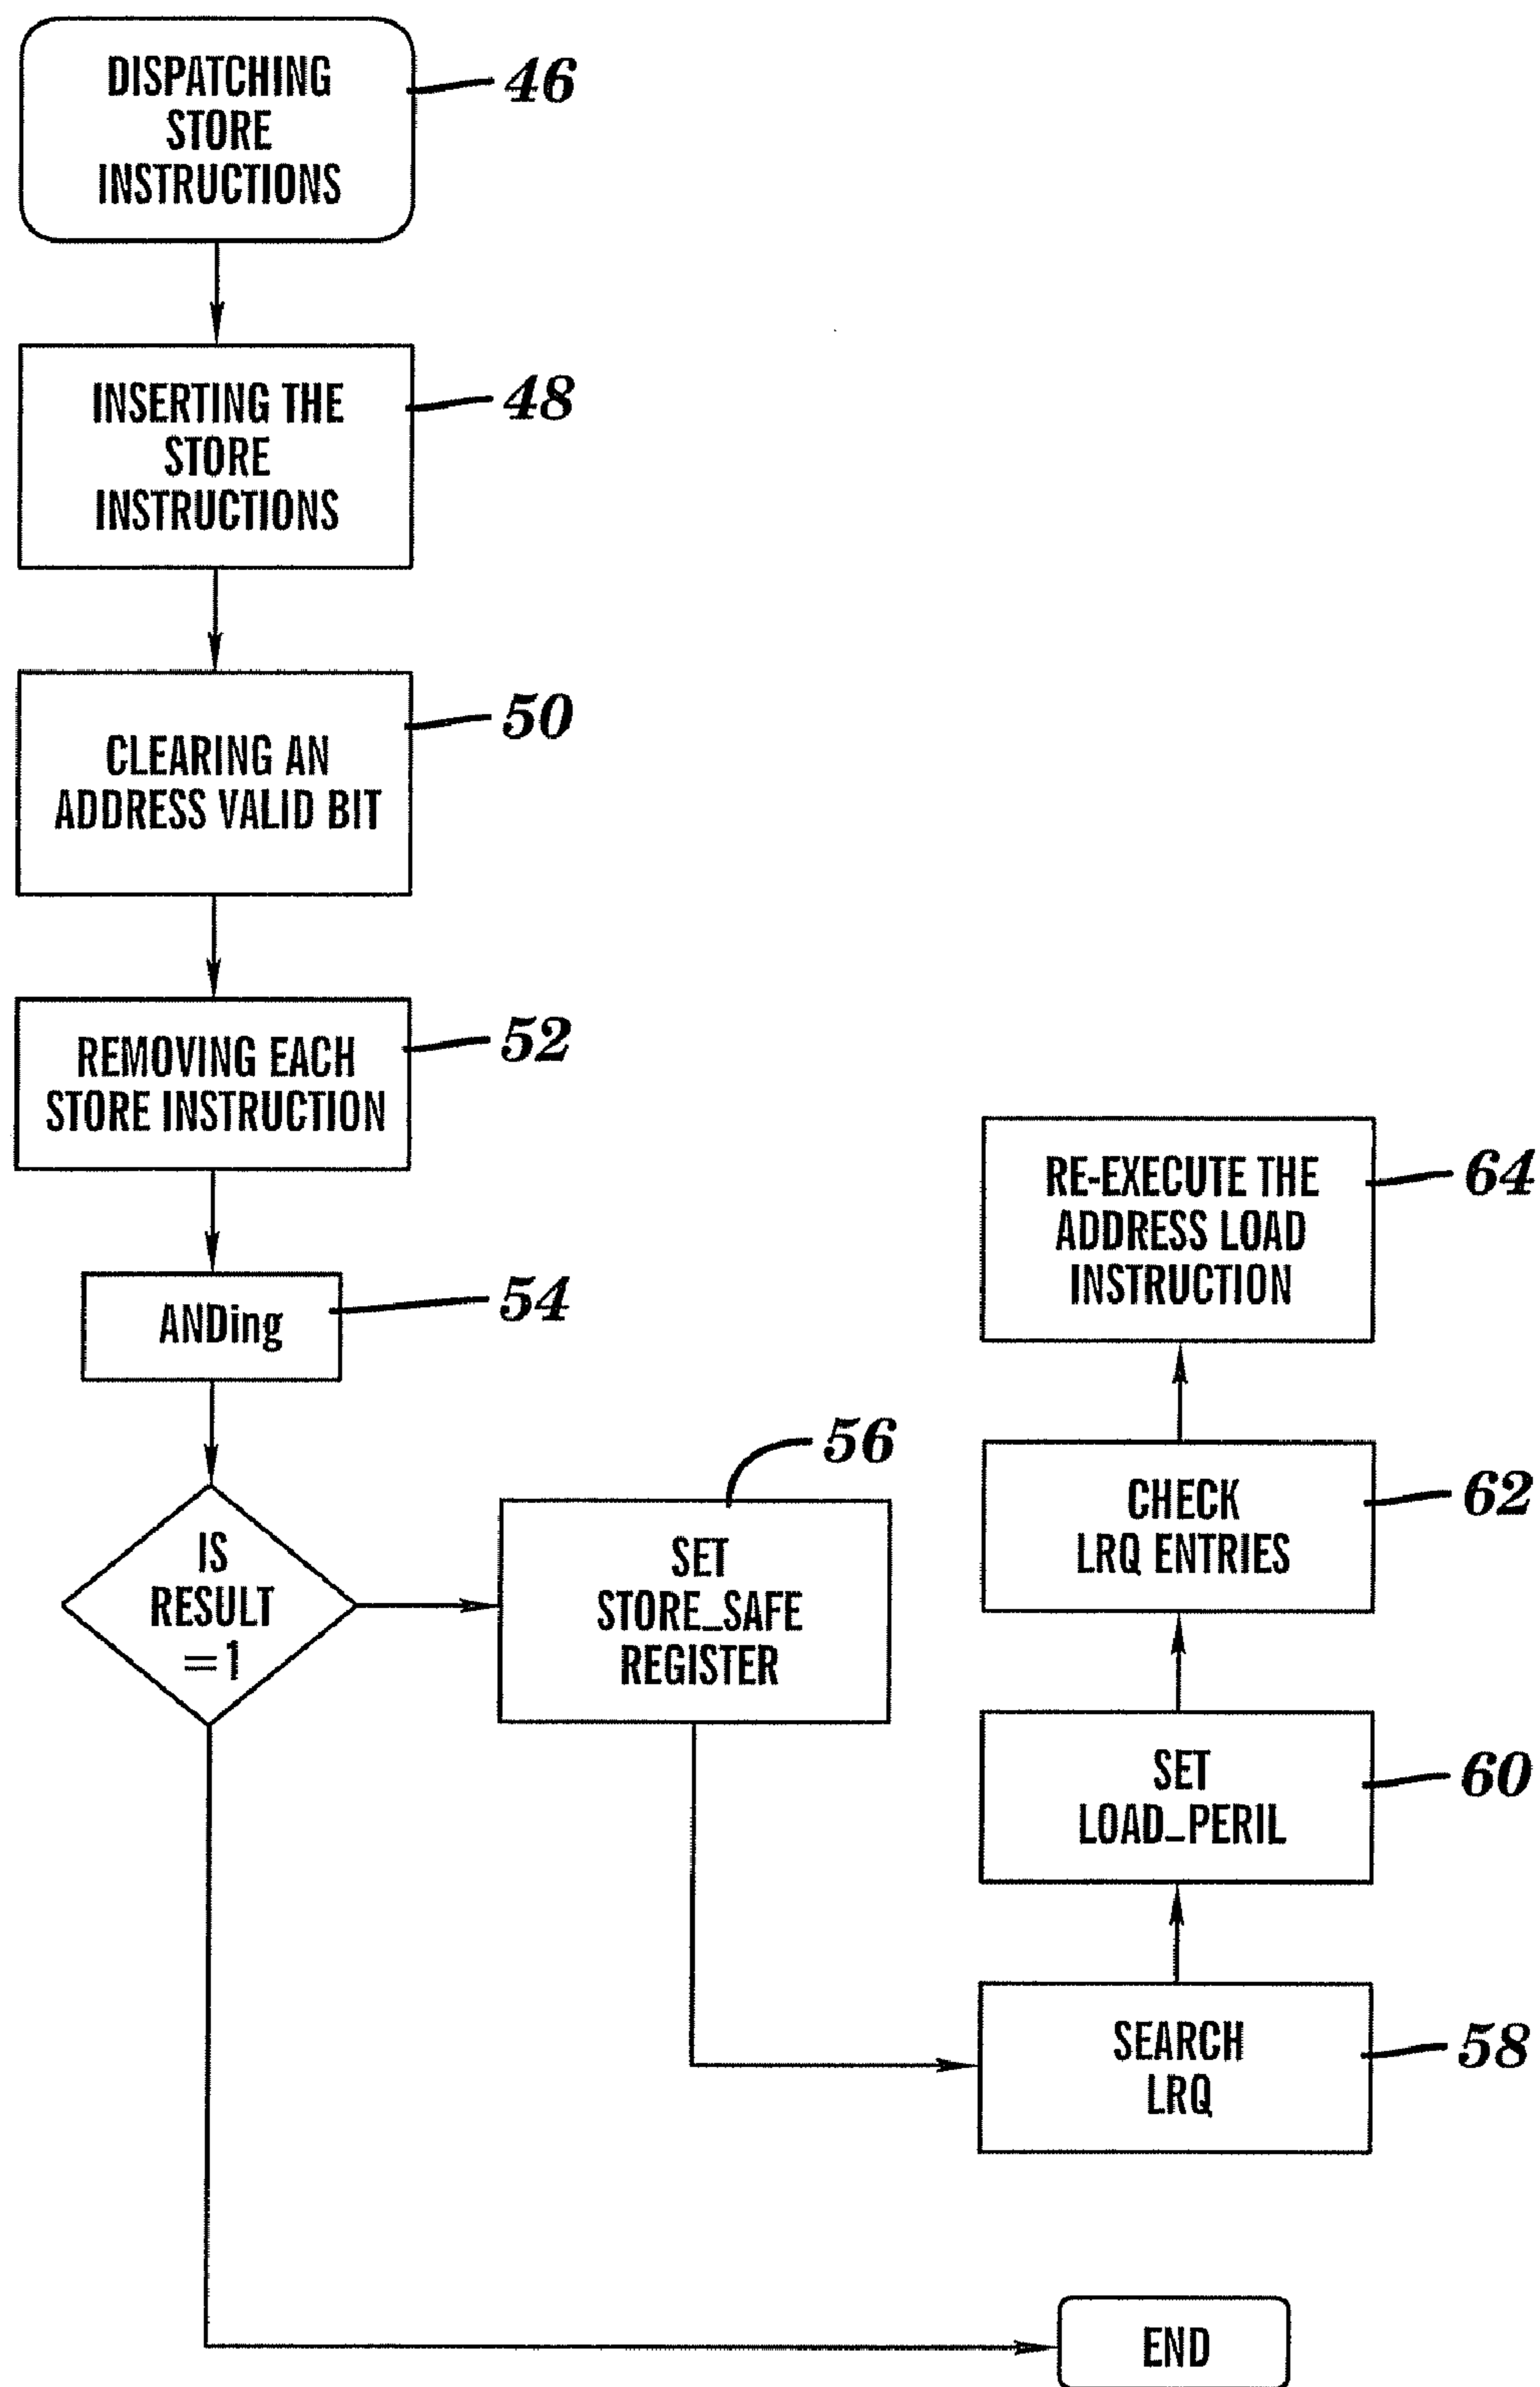 DISPATCHING
STORE
INSTRUCTIONS
46
INSERTING THE
STORE
INSTRUCTIONS
48
CLEARING AN
ADDRESS VALID BIT
50
REMOVING EACH
STORE INSTRUCTION
52
ANDing
54
IS
RESULT
=1
SET
STORE_SAFE
REGISTER
56
RE-EXECUTE THE
ADDRESS LOAD
INSTRUCTION
64
CHECK
LRQ ENTRIES
62
SET
LOAD_PERIL
60
SEARCH
LRQ
58
END